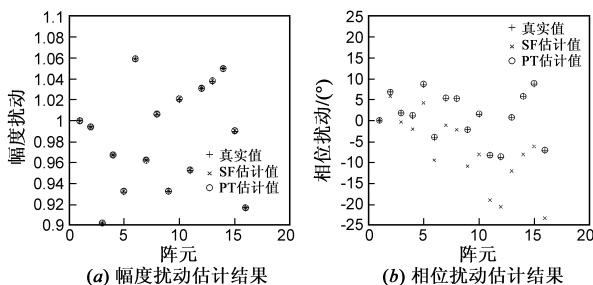 1.1
1.08
1.06
1.04
1.02
1
0.98
0.96
0.94
0.92
0.9
0
5
10
15
20
幅度扰动
阵元
+ 真实值
× SF估计值
○ PT估计值
(a) 幅度扰动估计结果
25
20
15
10
5
0
-5
-10
-15
-20
-25
0
5
10
15
20
相位扰动/(°)
阵元
+ 真实值
× SF估计值
○ PT估计值
(b) 相位扰动估计结果